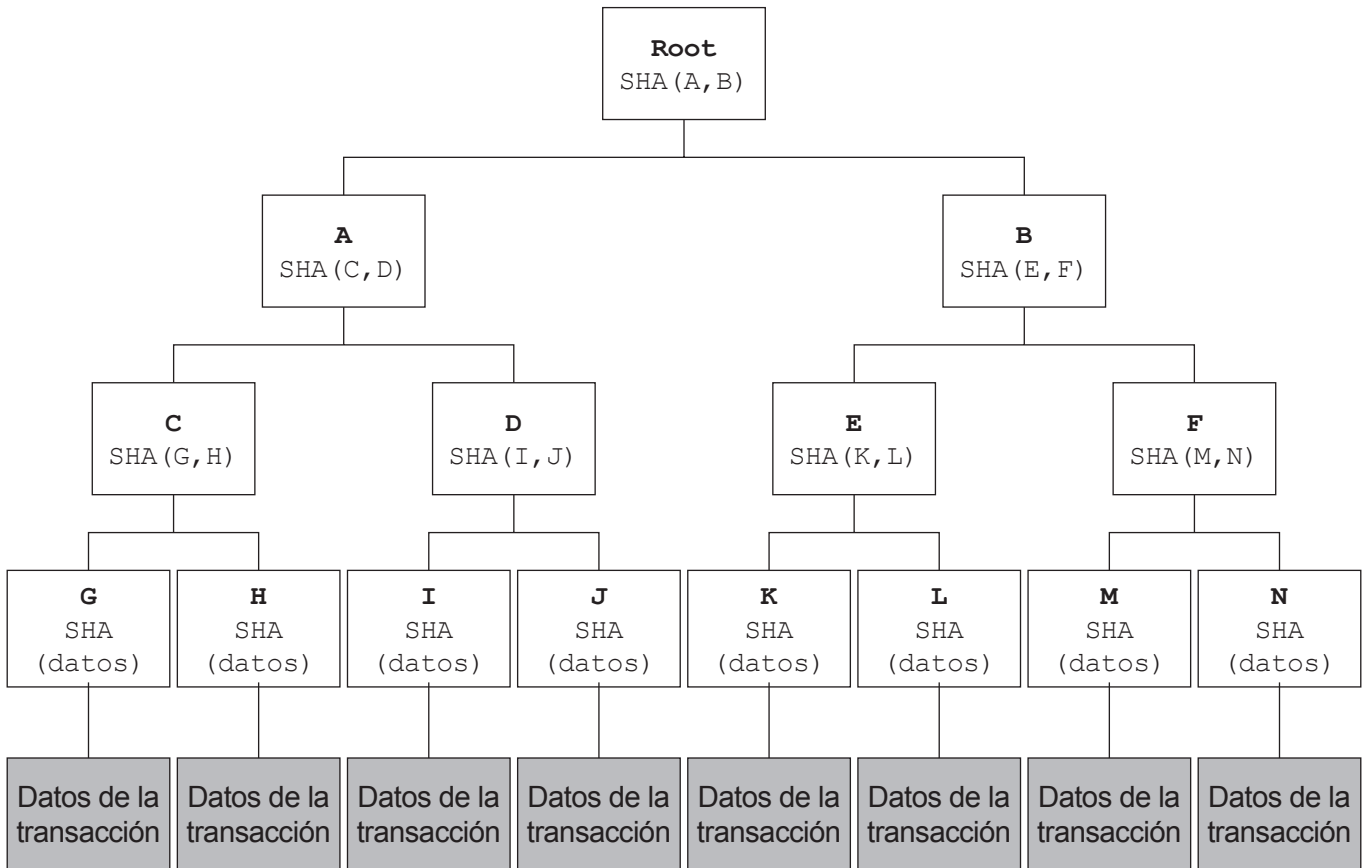 Root
SHA(A,B)
A
SHA(C,D)
B
SHA(E,F)
C
SHA(G,H)
D
SHA(I,J)
E
SHA(K,L)
F
SHA(M,N)
G
SHA
(datos)
H
SHA
(datos)
I
SHA
(datos)
J
SHA
(datos)
K
SHA
(datos)
L
SHA
(datos)
M
SHA
(datos)
N
SHA
(datos)
Datos de la
transacción
Datos de la
transacción
Datos de la
transacción
Datos de la
transacción
Datos de la
transacción
Datos de la
transacción
Datos de la
transacción
Datos de la
transacción